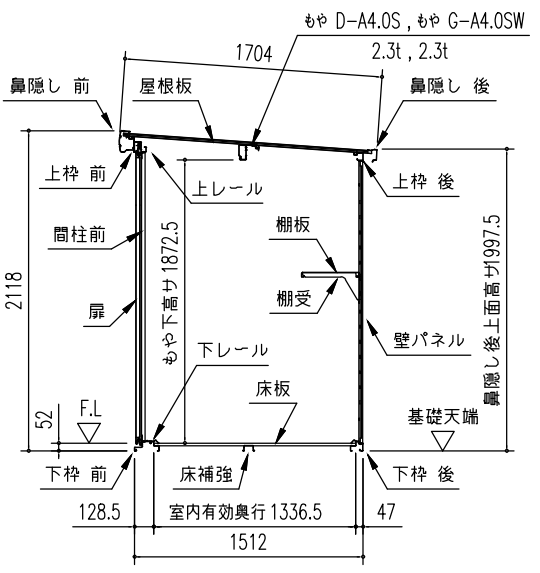 もや D-A4.0S , もや G-A4.0SW
2.3t , 2.3t
1704
鼻隠し 前
屋根板
鼻隠し 後
上枠 前
上レール
上枠 後
間柱前
棚板
もや下高サ1872.5
鼻隠し後上面高サ1997.5
2118
棚受
扉
壁パネル
下レール
床板
52
F.L
基礎天端
下枠 前
床補強
下枠 後
128.5
室内有効奥行 1336.5
47
1512